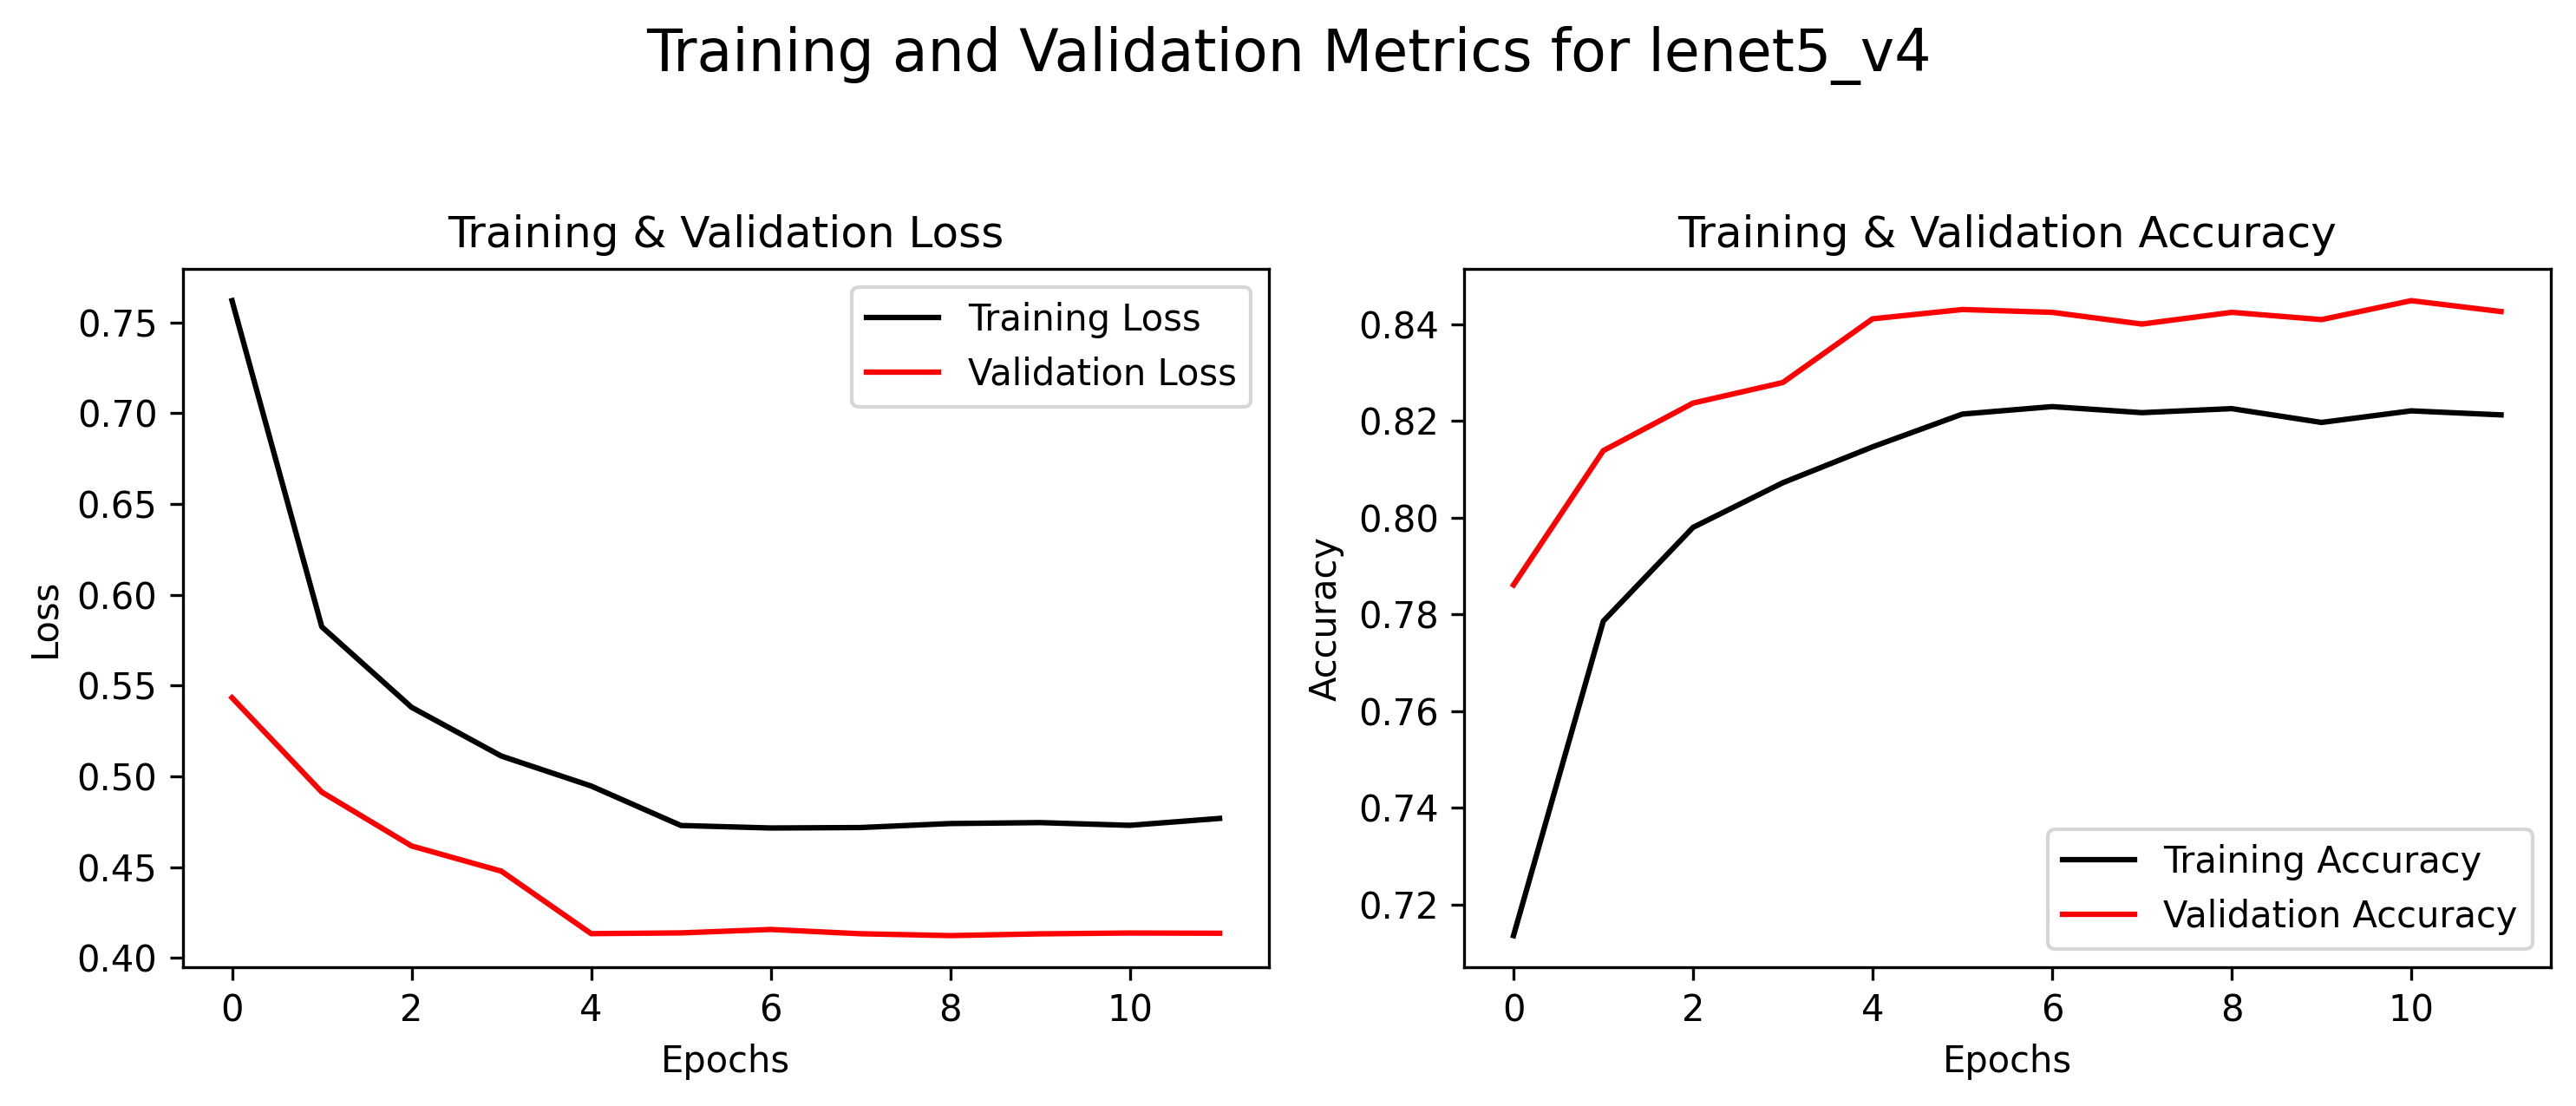 Training and Validation Metrics for lenet5_v4
Training & Validation Loss
Training Loss
Validation Loss
0.75
0.70
0.65
0.60
0.55
0.50
0.45
0.40
Loss
0 2 4 6 8 10
Epochs
Training & Validation Accuracy
0.84
0.82
0.80
0.78
0.76
0.74
0.72
Accuracy
Training Accuracy
Validation Accuracy
0 2 4 6 8 10
Epochs